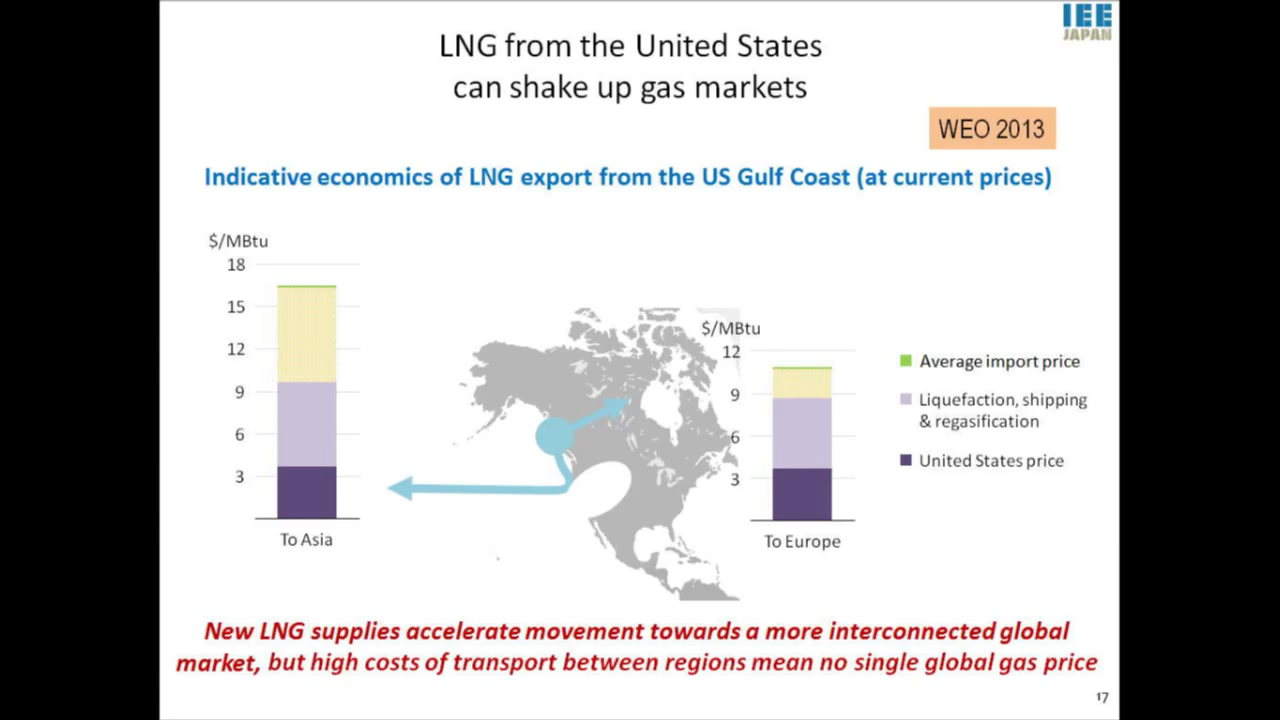 IEE
JAPAN
LNG from the United States
can shake up gas markets
WEO 2013
Indicative economics of LNG export from the US Gulf Coast (at current prices)
$/MBtu
18
15
12
9
6
3
To Asia
$/MBtu
12
9
6
3
To Europe
Average import price
Liquefaction, shipping
& regasification
United States price
New LNG supplies accelerate movement towards a more interconnected global
market, but high costs of transport between regions mean no single global gas price
17